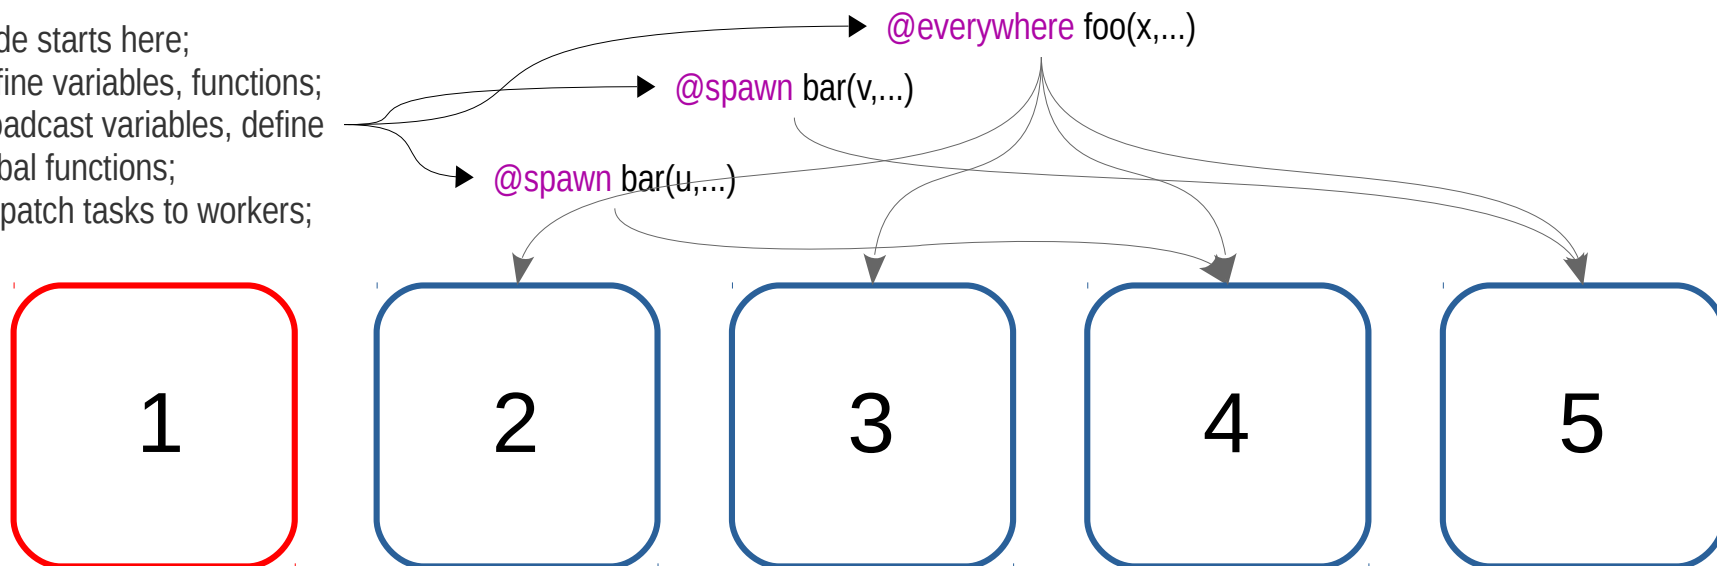 de starts here;
fine variables, functions;
oadcast variables, define
bal functions;
patch tasks to workers;
@everywhere foo(x,...)
@spawn bar(v,...)
@spawn bar(u,...)
1
2
3
4
5